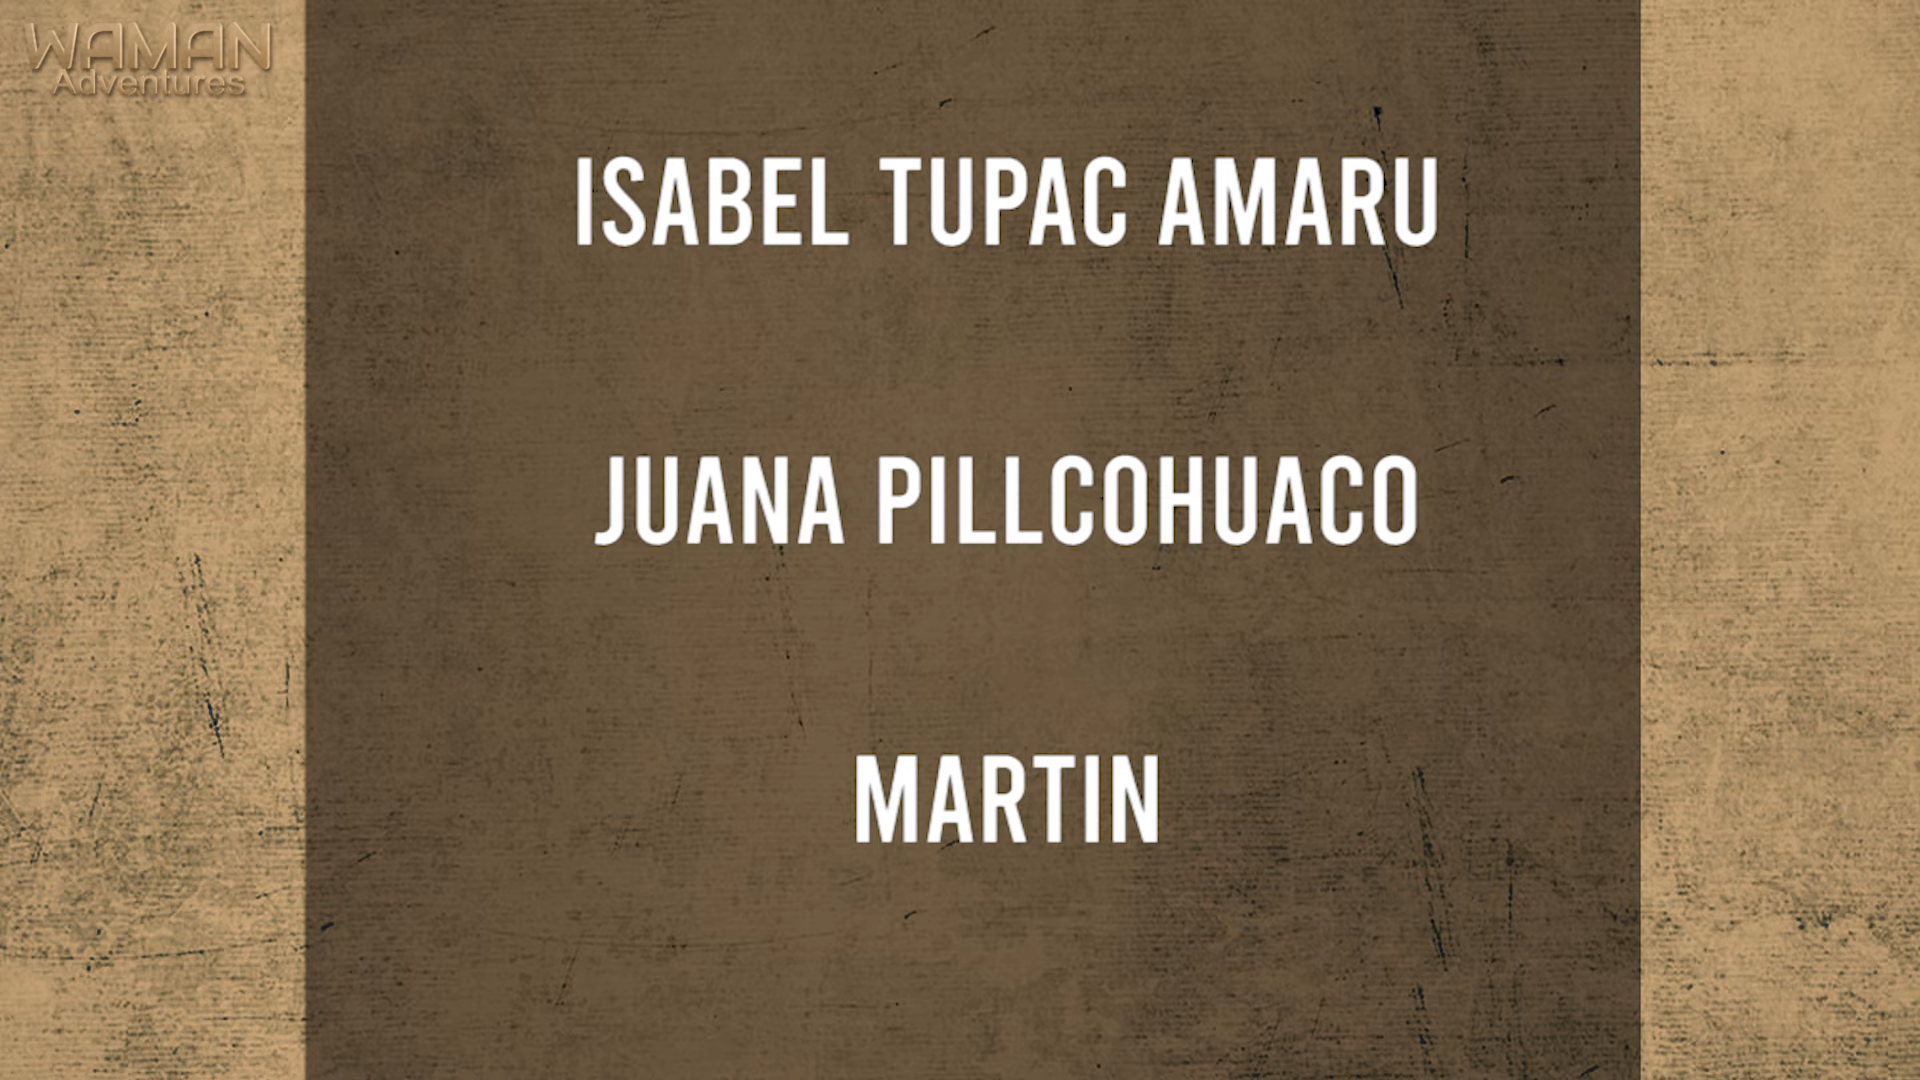 WAMAN
Adventures
ISABEL TUPAC AMARU
JUANA PILLCOHUACO
MARTIN